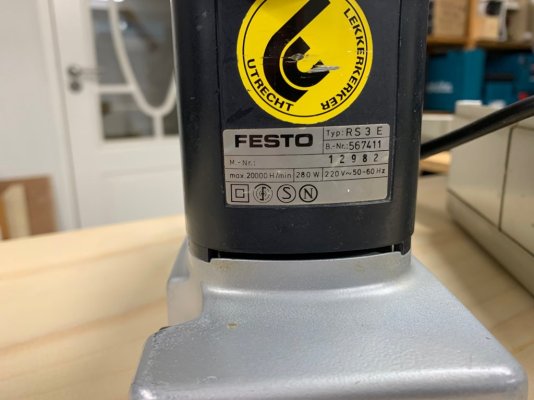 LEKKERKERKER
UTRECHT
FESTO
Typ: RS 3 E
B.-Nr.: 567411
M.-Nr.: 12982
max. 20000 H/min 280 W 220 V ~ 50-60 Hz
S N